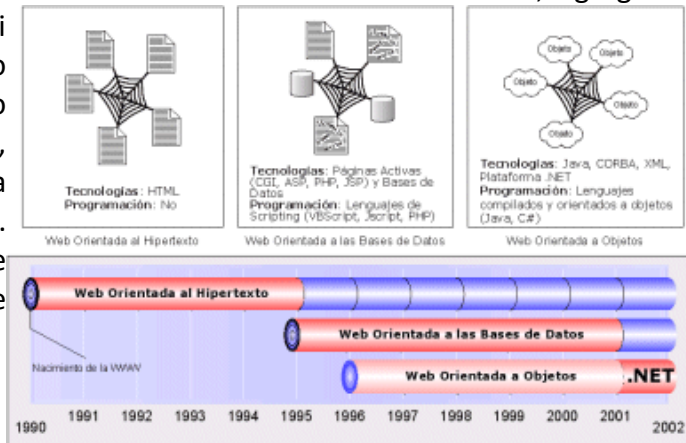 i
o
o
,
a
.
e
e
Tecnologías: HTML
Programación: No
Web Orientada al Hipertexto
Tecnologías: Páginas Activas
(CGI, ASP, PHP, JSP) y Bases de
Datos
Programación: Lenguajes de
Scripting (VBScript, Jscript, PHP)
Web Orientada a las Bases de Datos
Objeto
Objeto
Objeto
Objeto
Objeto
Tecnologías: Java, CORBA, XML,
Plataforma .NET
Programación: Lenguajes
compilados y orientados a objetos
(Java, C#)
Web Orientada a Objetos
Web Orientada al Hipertexto
Web Orientada a las Bases de Datos
Nacimiento de la WWW
Web Orientada a Objetos .NET
1990 1991 1992 1993 1994 1995 1996 1997 1998 1999 2000 2001 2002